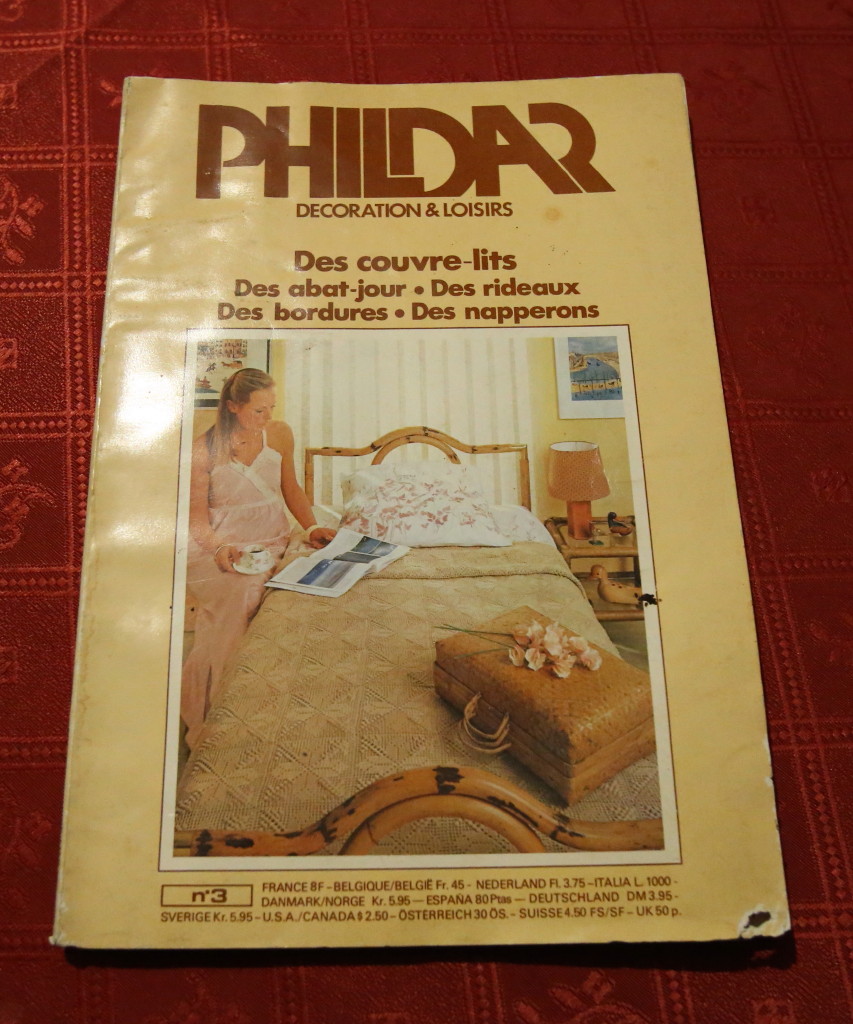 PHILDAR
DECORATION & LOISIRS
Des couvre-lits
Des abat-jour • Des rideaux
Des bordures • Des napperons
n°3
FRANCE 8F - BELGIQUE/BELGIË Fr. 45 - NEDERLAND Fl. 3.75 - ITALIA L. 1000 -
DANMARK/NORGE Kr. 5.95 — ESPAÑA 80 Ptas — DEUTSCHLAND DM 3.95 -
SVERIGE Kr. 5.95 - U.S.A./CANADA $ 2.50 - ÖSTERREICH 30 ÖS. - SUISSE 4.50 FS/SF - UK 50 p.